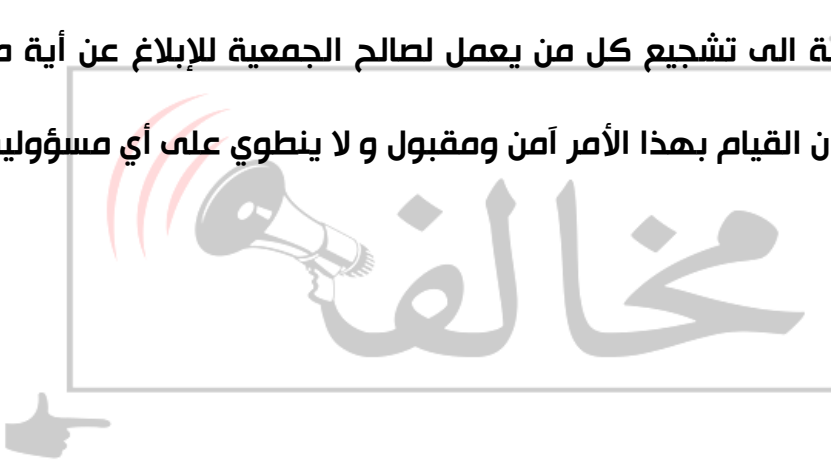 الى تشجيع كل من يعمل لصالح الجمعية للإبلاغ عن أية
القيام بهذا الأمر آمن ومقبول و لا ينطوي على أي
مخالف